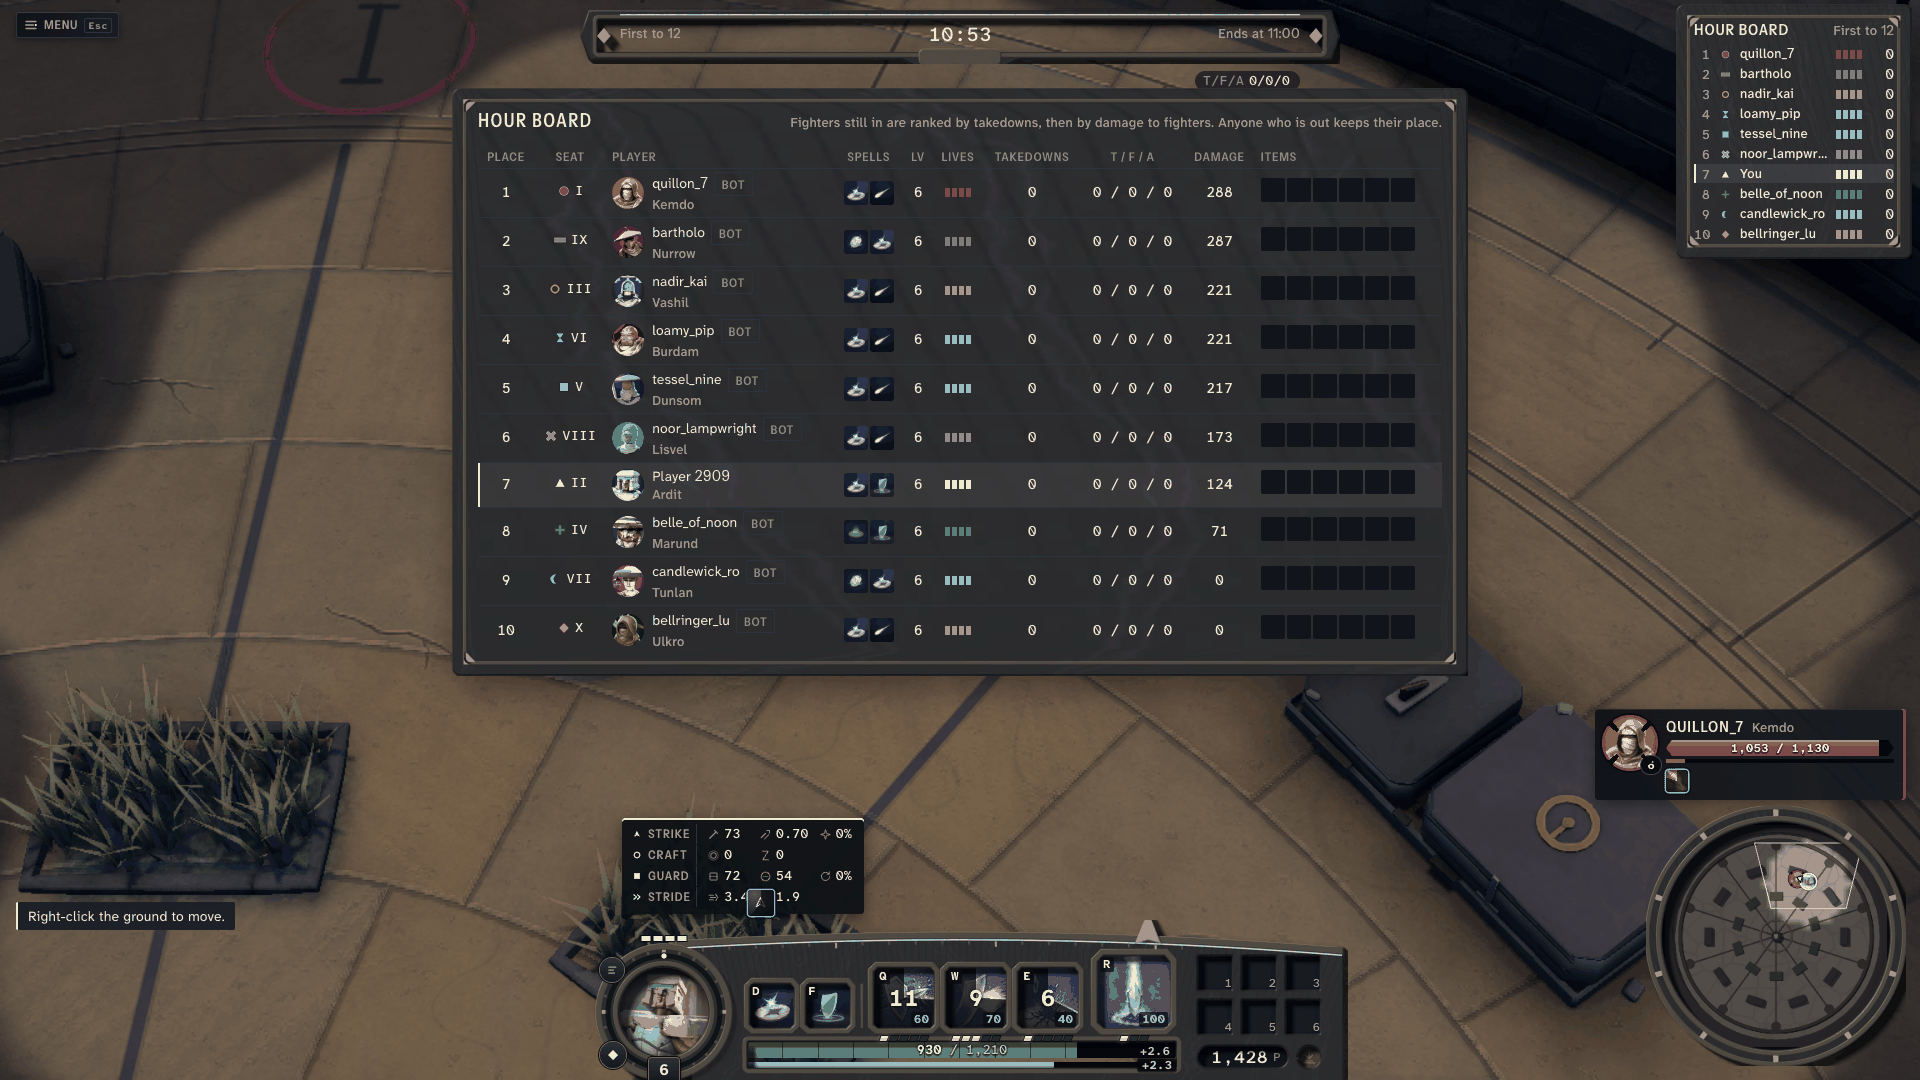 MENU Esc
I
First to 12 10:53 Ends at 11:00
T/F/A 0/0/0
HOUR BOARD First to 12
1 quillon_7 0
2 bartholo 0
3 nadir_kai 0
4 loamy_pip 0
5 tessel_nine 0
6 noor_lampwr... 0
7 You 0
8 belle_of_noon 0
9 candlewick_ro 0
10 bellringer_lu 0
HOUR BOARD Fighters still in are ranked by takedowns, then by damage to fighters. Anyone who is out keeps their place.
PLACE SEAT PLAYER SPELLS LV LIVES TAKEDOWNS T / F / A DAMAGE ITEMS
1 I quillon_7 BOT 6 0 0 / 0 / 0 288
Kemdo
2 IX bartholo BOT 6 0 0 / 0 / 0 287
Nurrow
3 III nadir_kai BOT 6 0 0 / 0 / 0 221
Vashil
4 VI loamy_pip BOT 6 0 0 / 0 / 0 221
Burdam
5 V tessel_nine BOT 6 0 0 / 0 / 0 217
Dunsom
6 VIII noor_lampwright BOT 6 0 0 / 0 / 0 173
Lisvel
7 II Player 2909 6 0 0 / 0 / 0 124
Ardit
8 IV belle_of_noon BOT 6 0 0 / 0 / 0 71
Marund
9 VII candlewick_ro BOT 6 0 0 / 0 / 0 0
Tunlan
10 X bellringer_lu BOT 6 0 0 / 0 / 0 0
Ulkro
QUILLON_7 Kemdo
1,053 / 1,130
6
STRIKE 73 0.70 0%
CRAFT 0 0
GUARD 72 54 0%
STRIDE 3.4 1.9
Right-click the ground to move.
D F Q 11 60 W 9 70 E 6 40 R 100
1 2 3
4 5 6
930 / 1,210 +2.6
+2.3
1,428 P
6